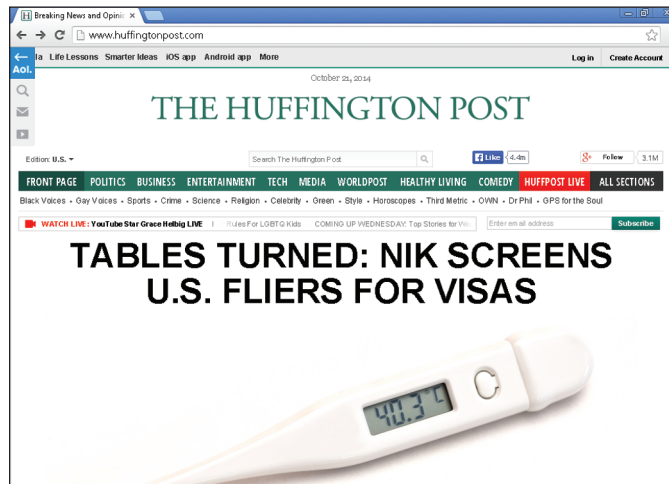 Breaking News and Opinic
www.huffingtonpost.com
la Life Lessons Smarter Ideas iOS app Android app More Log in Create Account
Aol.
October 21, 2014
THE HUFFINGTON POST
Edition: U.S. Search The Huffington Post Like 4.4m Follow 3.1M
FRONT PAGE POLITICS BUSINESS ENTERTAINMENT TECH MEDIA WORLDPOST HEALTHY LIVING COMEDY HUFFPOST LIVE ALL SECTIONS
Black Voices • Gay Voices • Sports • Crime • Science • Religion • Celebrity • Green • Style • Horoscopes • Third Metric • OWN • Dr Phil • GPS for the Soul
WATCH LIVE: YouTube Star Grace Helbig LIVE | Rules For LGBTQ Kids COMING UP WEDNESDAY: Top Stories for We Enter email address Subscribe
TABLES TURNED: NIK SCREENS
U.S. FLIERS FOR VISAS
40.3°C